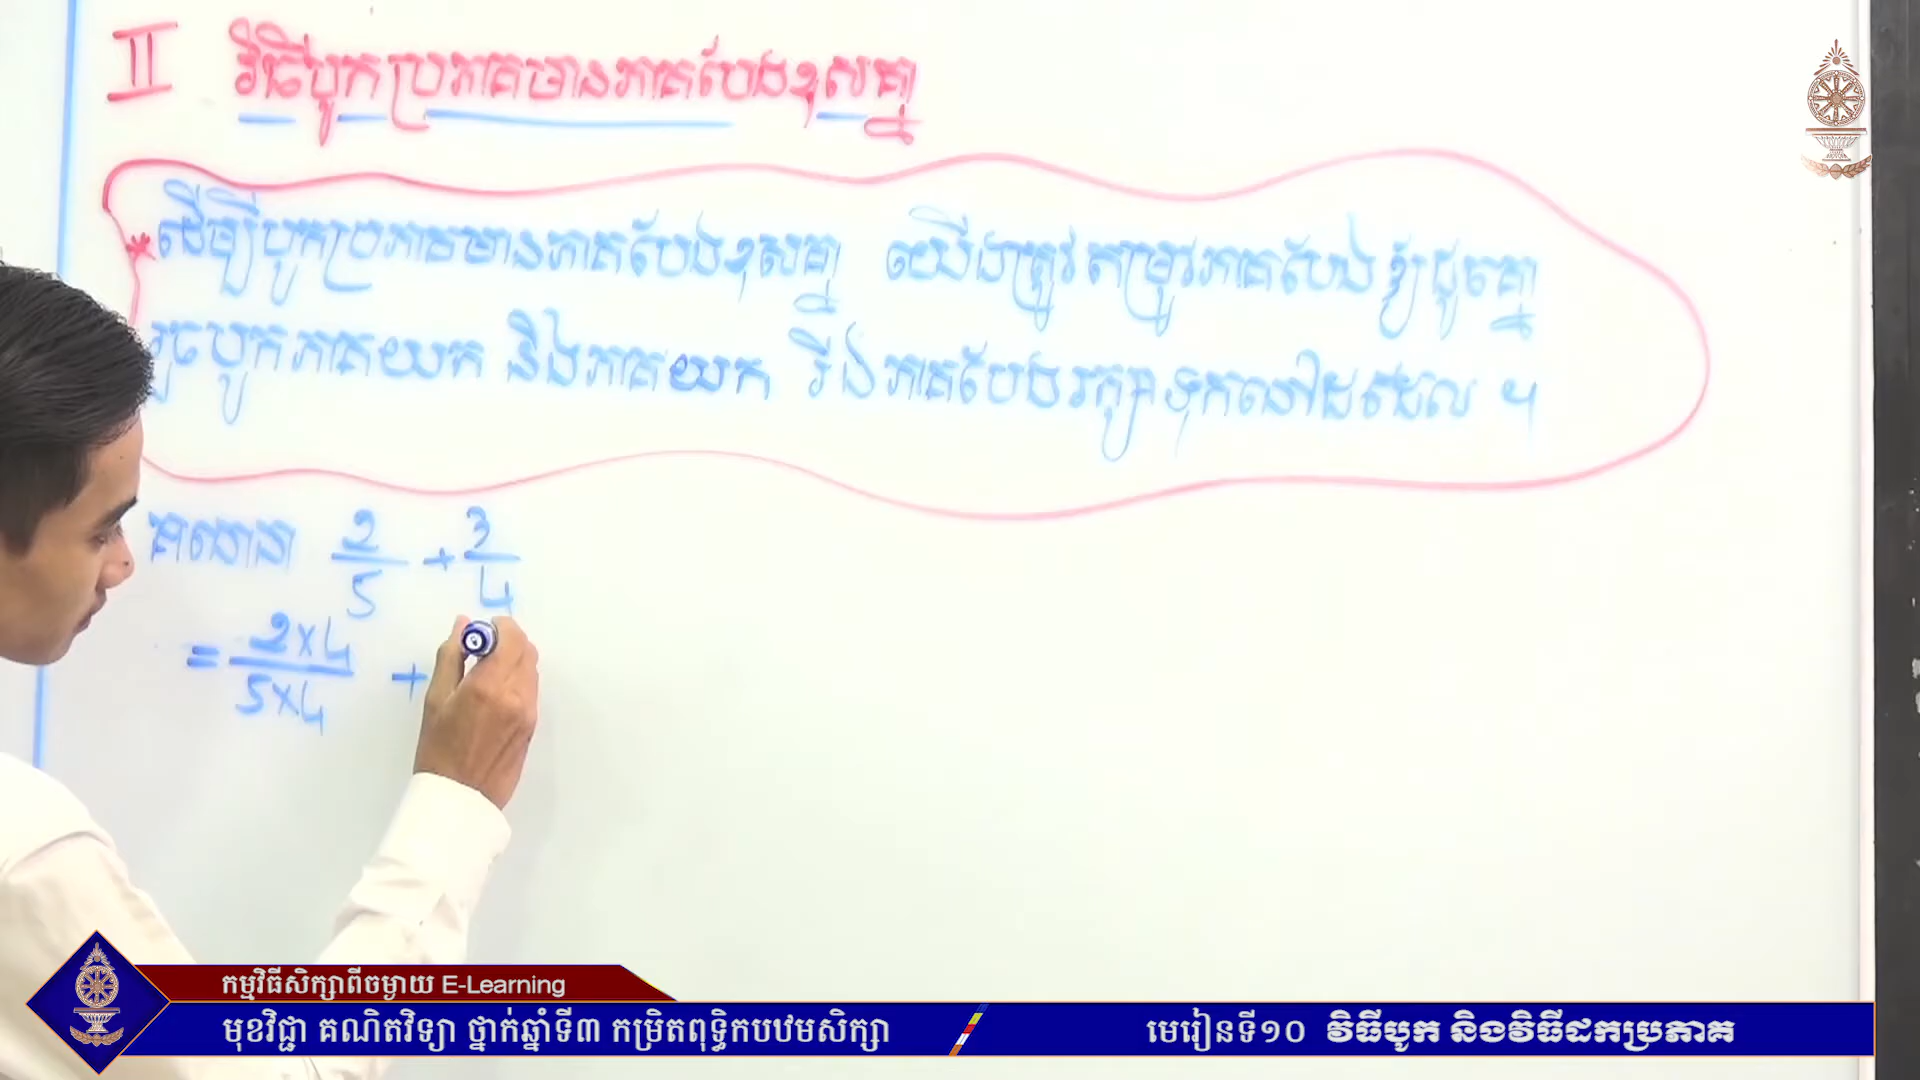 II វិធីបូកប្រភាគមានភាគបែងខុសគ្នា
* ដើម្បីបូកប្រភាគមានភាគបែងខុសគ្នា យើងត្រូវតម្រូវភាគបែងឱ្យដូចគ្នា
រួចបូកភាគយក និងភាគយក រីឯភាគបែងរក្សាទុកនៅដដែល ។
គណនា 2/5 + 3/4
= 2×4/5×4 +
កម្មវិធីសិក្សាពីចម្ងាយ E-Learning
មុខវិជ្ជា គណិតវិទ្យា ថ្នាក់ឆ្នាំទី៣ កម្រិតពុទ្ធិកបឋមសិក្សា
មេរៀនទី១០ វិធីបូក និងវិធីដកប្រភាគ